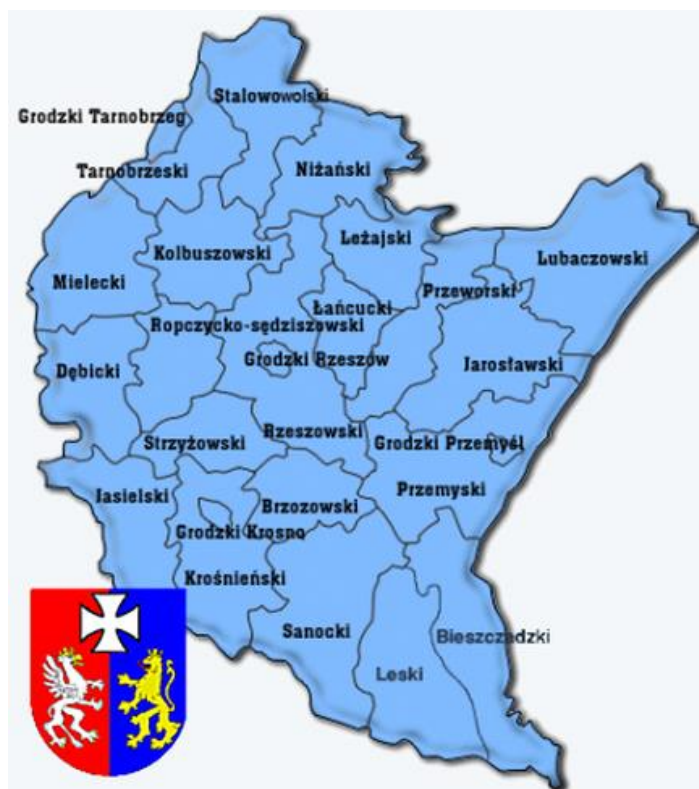 Stalowowolski
Grodzki Tarnobrzeg
Tarnobrzeski
Niżański
Leżajski
Kolbuszowski
Lubaczowski
Mielecki
Przeworski
Łańcucki
Ropczycko-sędziszowski
Grodzki Rzeszów
Jarosławski
Dębicki
Rzeszowski
Strzyżowski
Grodzki Przemyśl
Przemyski
Jasielski
Brzozowski
Grodzki Krosno
Krośnieński
Sanocki
Bieszczadzki
Leski